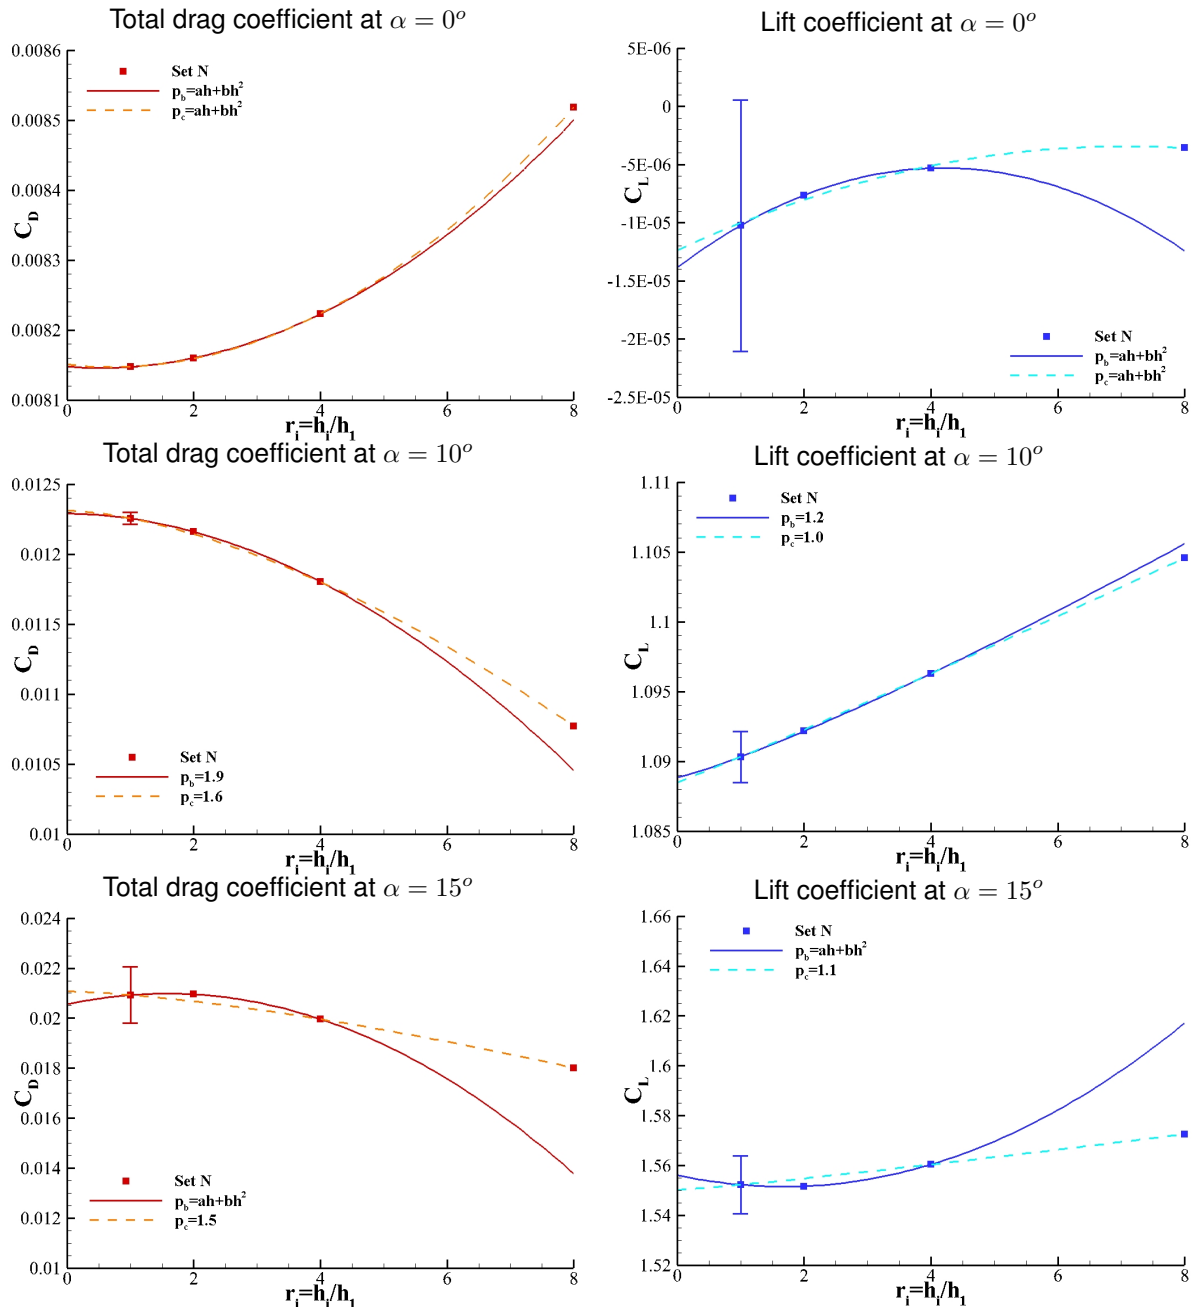 Total drag coefficient at α = 0°
0.0086
0.0085
0.0084
0.0083
0.0082
0.0081
C_D
Set N
p_b=ah+bh²
p_c=ah+bh²
0 2 4 6 8
r_i=h_i/h_1
Lift coefficient at α = 0°
5E-06
0
-5E-06
-1E-05
-1.5E-05
-2E-05
-2.5E-05
C_L
Set N
p_b=ah+bh²
p_c=ah+bh²
0 2 4 6 8
r_i=h_i/h_1
Total drag coefficient at α = 10°
0.0125
0.012
0.0115
0.011
0.0105
0.01
C_D
Set N
p_b=1.9
p_c=1.6
0 2 4 6 8
r_i=h_i/h_1
Lift coefficient at α = 10°
1.11
1.105
1.1
1.095
1.09
1.085
C_L
Set N
p_b=1.2
p_c=1.0
0 2 4 6 8
r_i=h_i/h_1
Total drag coefficient at α = 15°
0.024
0.022
0.02
0.018
0.016
0.014
0.012
0.01
C_D
Set N
p_b=ah+bh²
p_c=1.5
0 2 4 6 8
r_i=h_i/h_1
Lift coefficient at α = 15°
1.66
1.64
1.62
1.6
1.58
1.56
1.54
1.52
C_L
Set N
p_b=ah+bh²
p_c=1.1
0 2 4 6 8
r_i=h_i/h_1